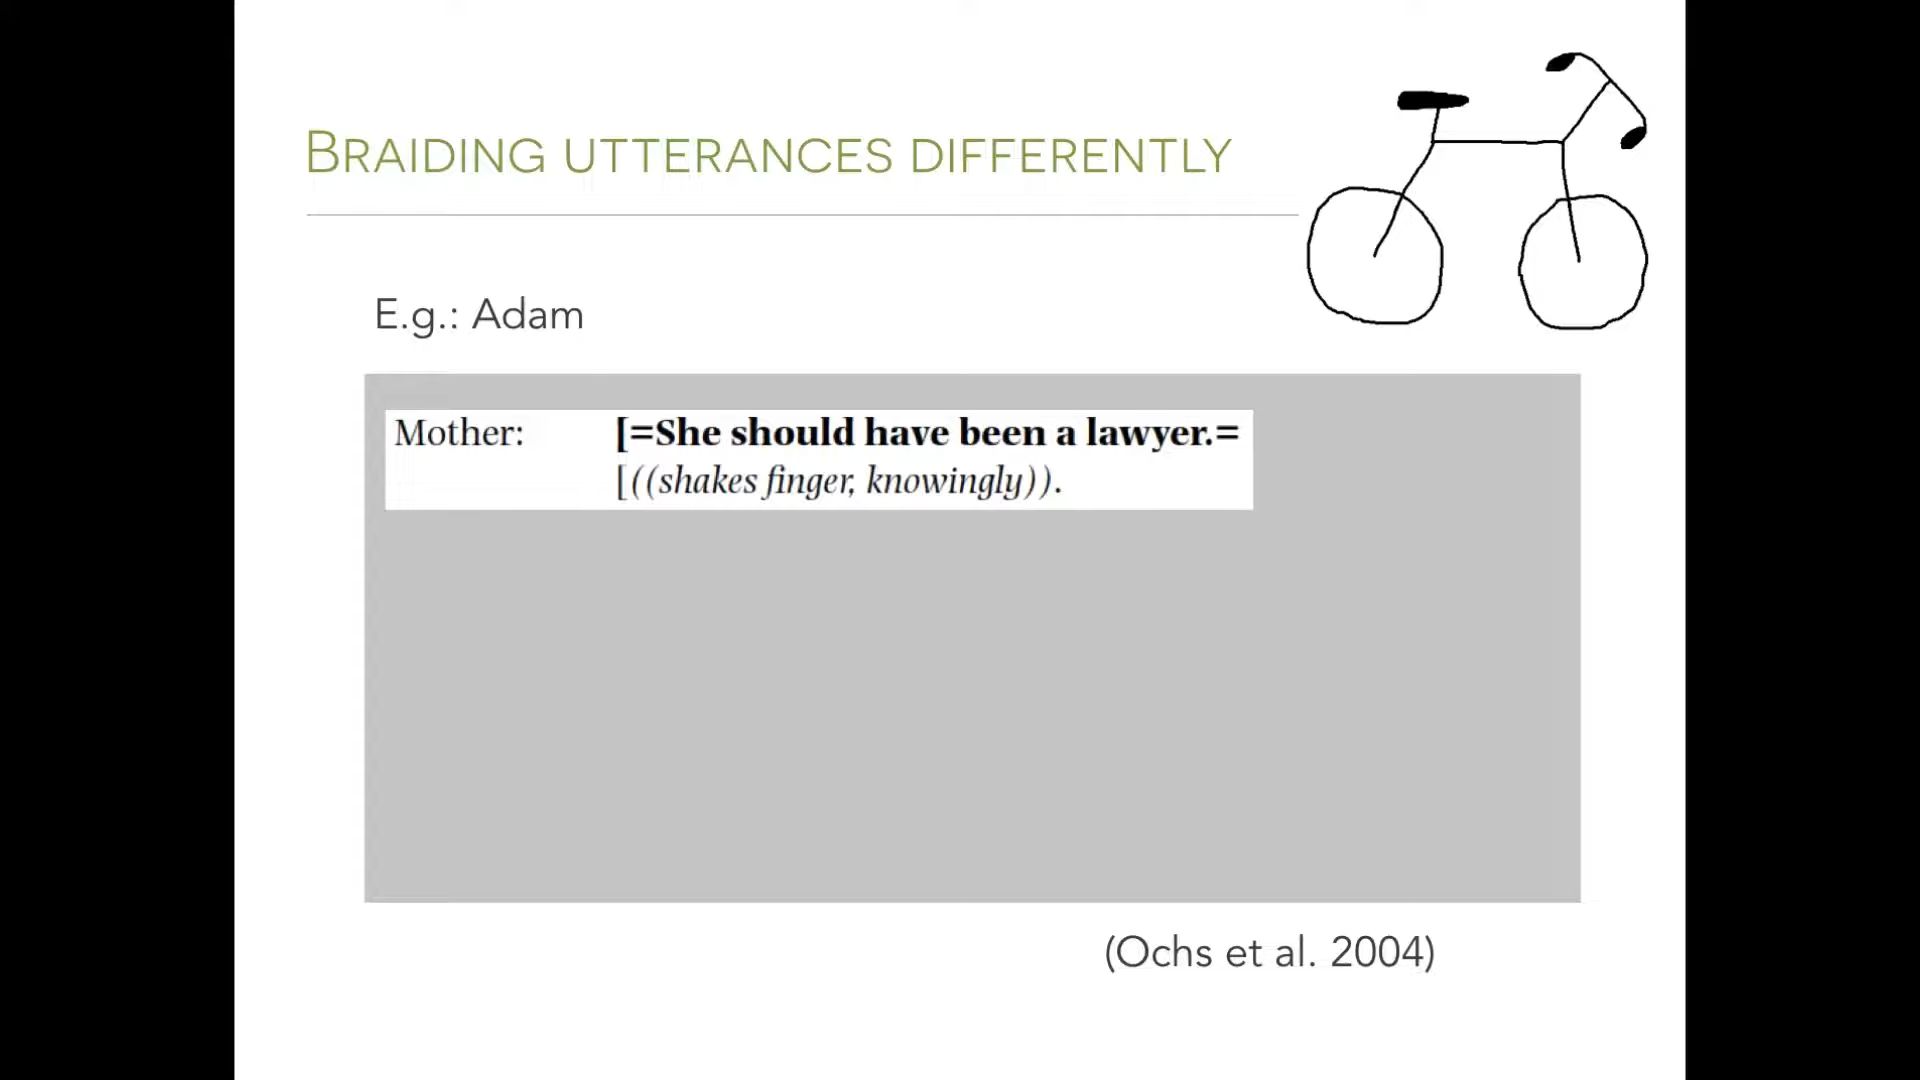 Braiding utterances differently
E.g.: Adam
Mother: [=She should have been a lawyer.=
[((shakes finger, knowingly)).
(Ochs et al. 2004)